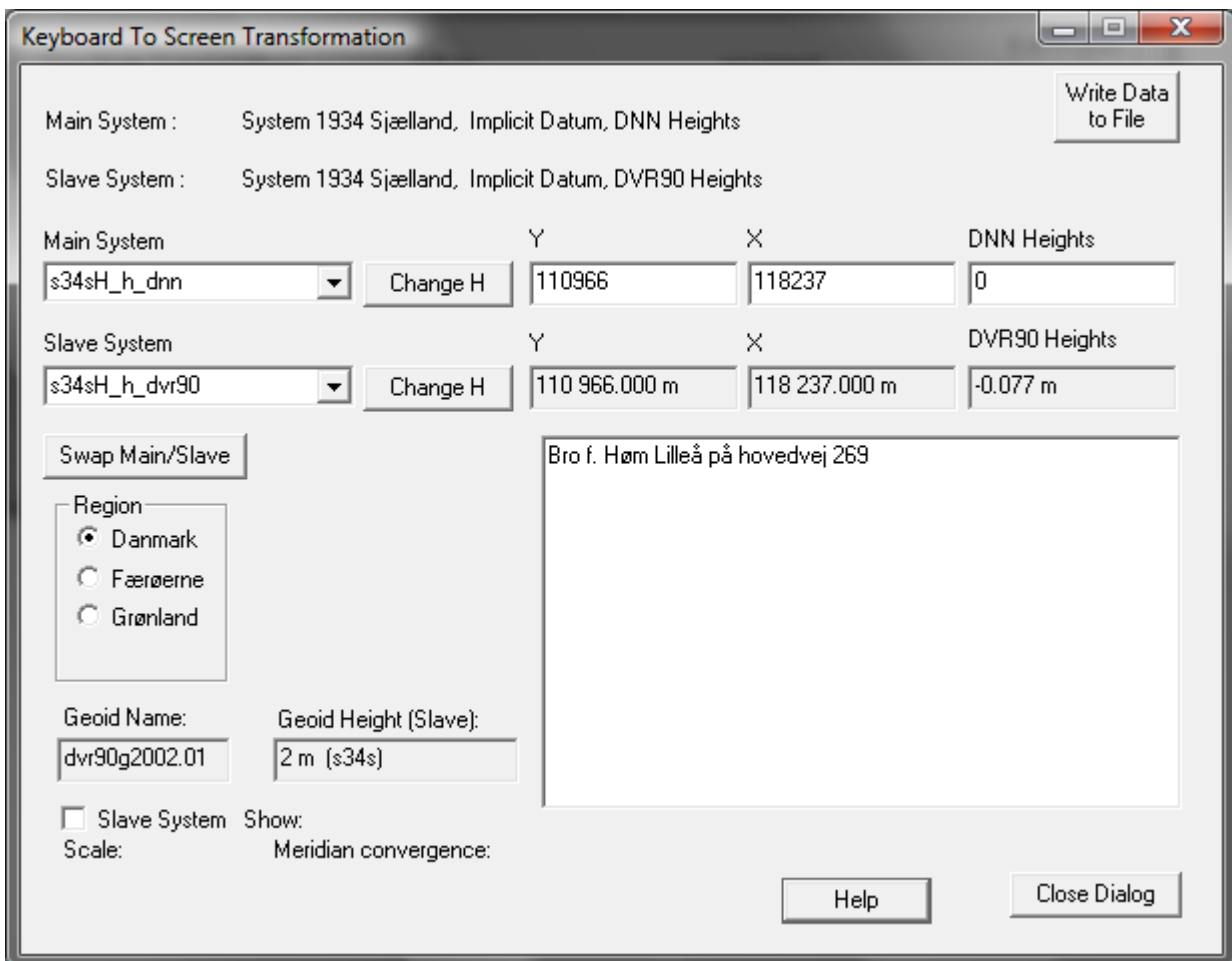 Keyboard To Screen Transformation
Write Data
to File
Main System : System 1934 Sjælland, Implicit Datum, DNN Heights
Slave System : System 1934 Sjælland, Implicit Datum, DVR90 Heights
Main System Y X DNN Heights
s34sH_h_dnn Change H 110966 118237 0
Slave System Y X DVR90 Heights
s34sH_h_dvr90 Change H 110 966.000 m 118 237.000 m -0.077 m
Swap Main/Slave
Bro f. Høm Lilleå på hovedvej 269
Region
Danmark
Færøerne
Grønland
Geoid Name: Geoid Height (Slave):
dvr90g2002.01 2 m (s34s)
Slave System Show:
Scale: Meridian convergence:
Help Close Dialog